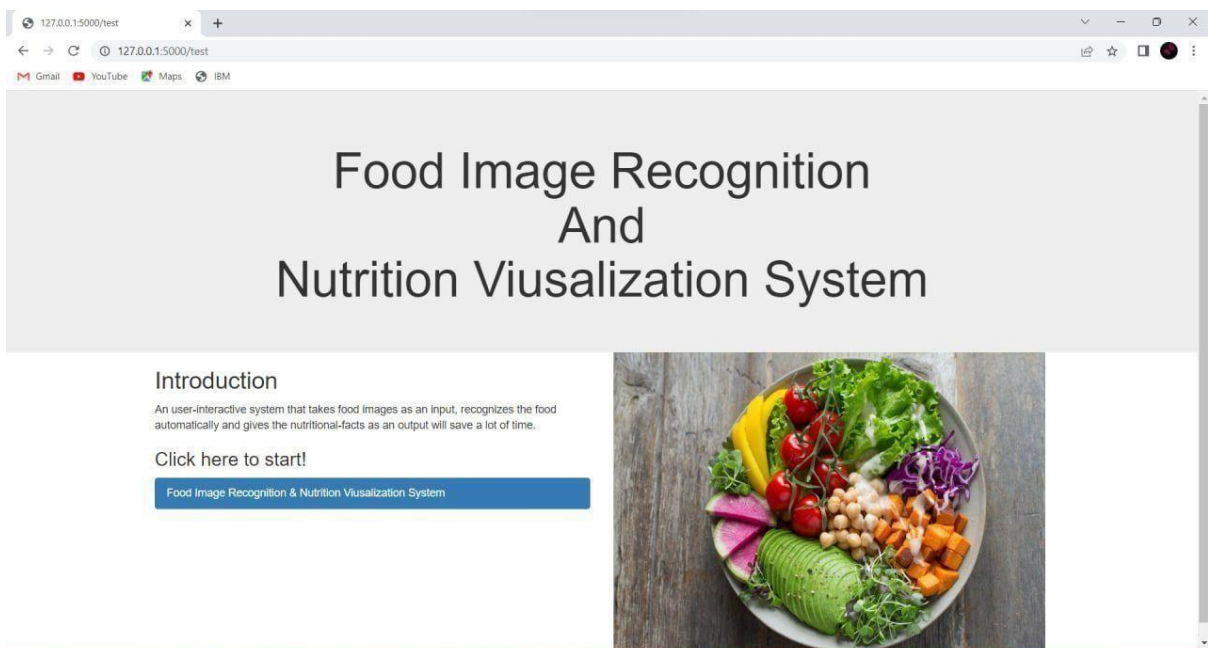 127.0.0.1:5000/test
127.0.0.1:5000/test
Gmail YouTube Maps IBM
Food Image Recognition
And
Nutrition Viusalization System
Introduction
An user-interactive system that takes food images as an input, recognizes the food
automatically and gives the nutritional-facts as an output will save a lot of time.
Click here to start!
Food Image Recognition & Nutrition Viusalization System